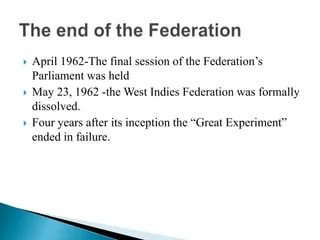 The end of the Federation
April 1962-The final session of the Federation's
Parliament was held
May 23, 1962 -the West Indies Federation was formally
dissolved.
Four years after its inception the “Great Experiment”
ended in failure.